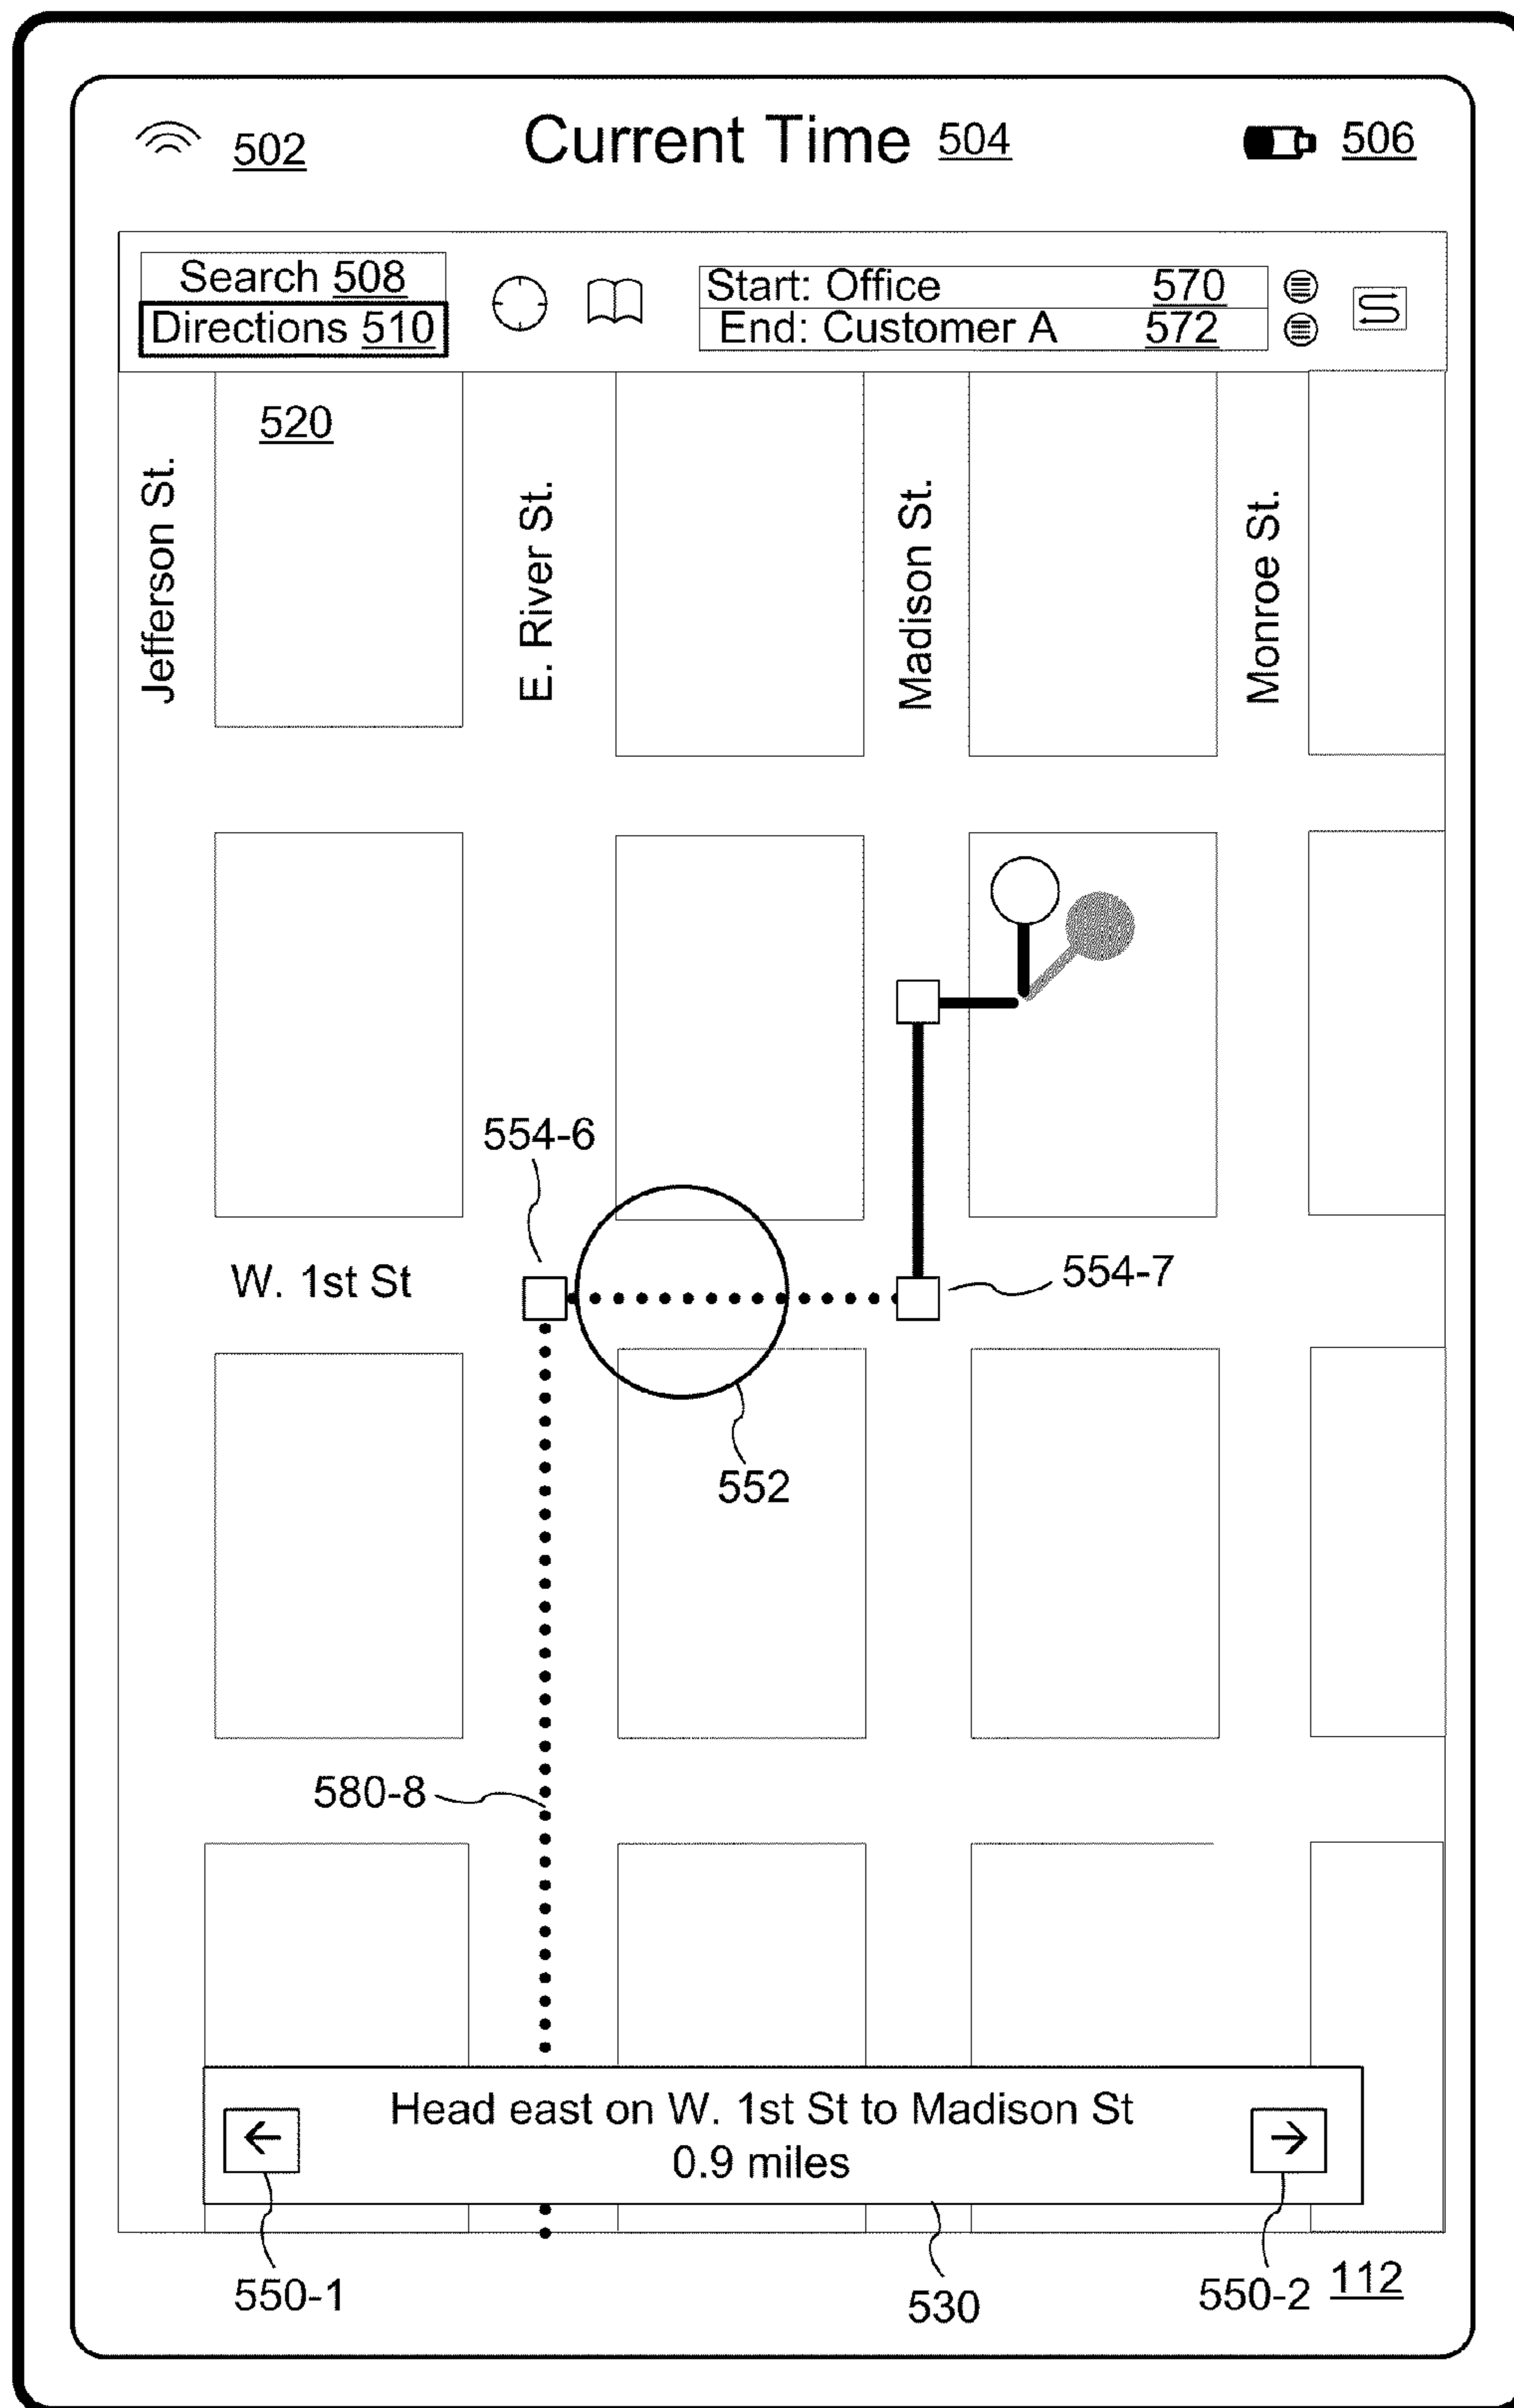 502
Current Time 504
506
Search 508
Directions 510
Start: Office 570
End: Customer A 572
520
Jefferson St.
E. River St.
Madison St.
Monroe St.
554-6
W. 1st St
554-7
552
580-8
Head east on W. 1st St to Madison St
0.9 miles
550-1
530
550-2
112